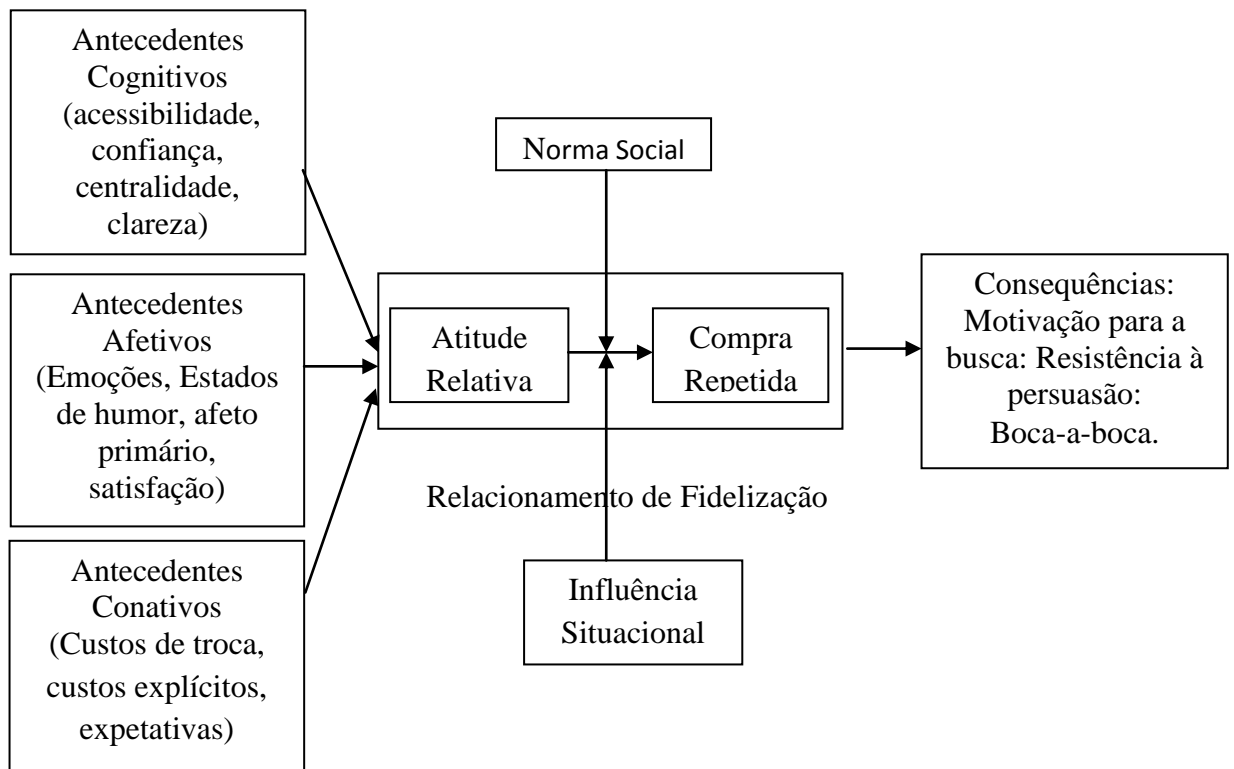 Antecedentes
Cognitivos
(acessibilidade,
confiança,
centralidade,
clareza)
Antecedentes
Afetivos
(Emoções, Estados
de humor, afeto
primário,
satisfação)
Antecedentes
Conativos
(Custos de troca,
custos explícitos,
expetativas)
Norma Social
Atitude
Relativa
Compra
Repetida
Relacionamento de Fidelização
Influência
Situacional
Consequências:
Motivação para a
busca: Resistência à
persuasão:
Boca-a-boca.